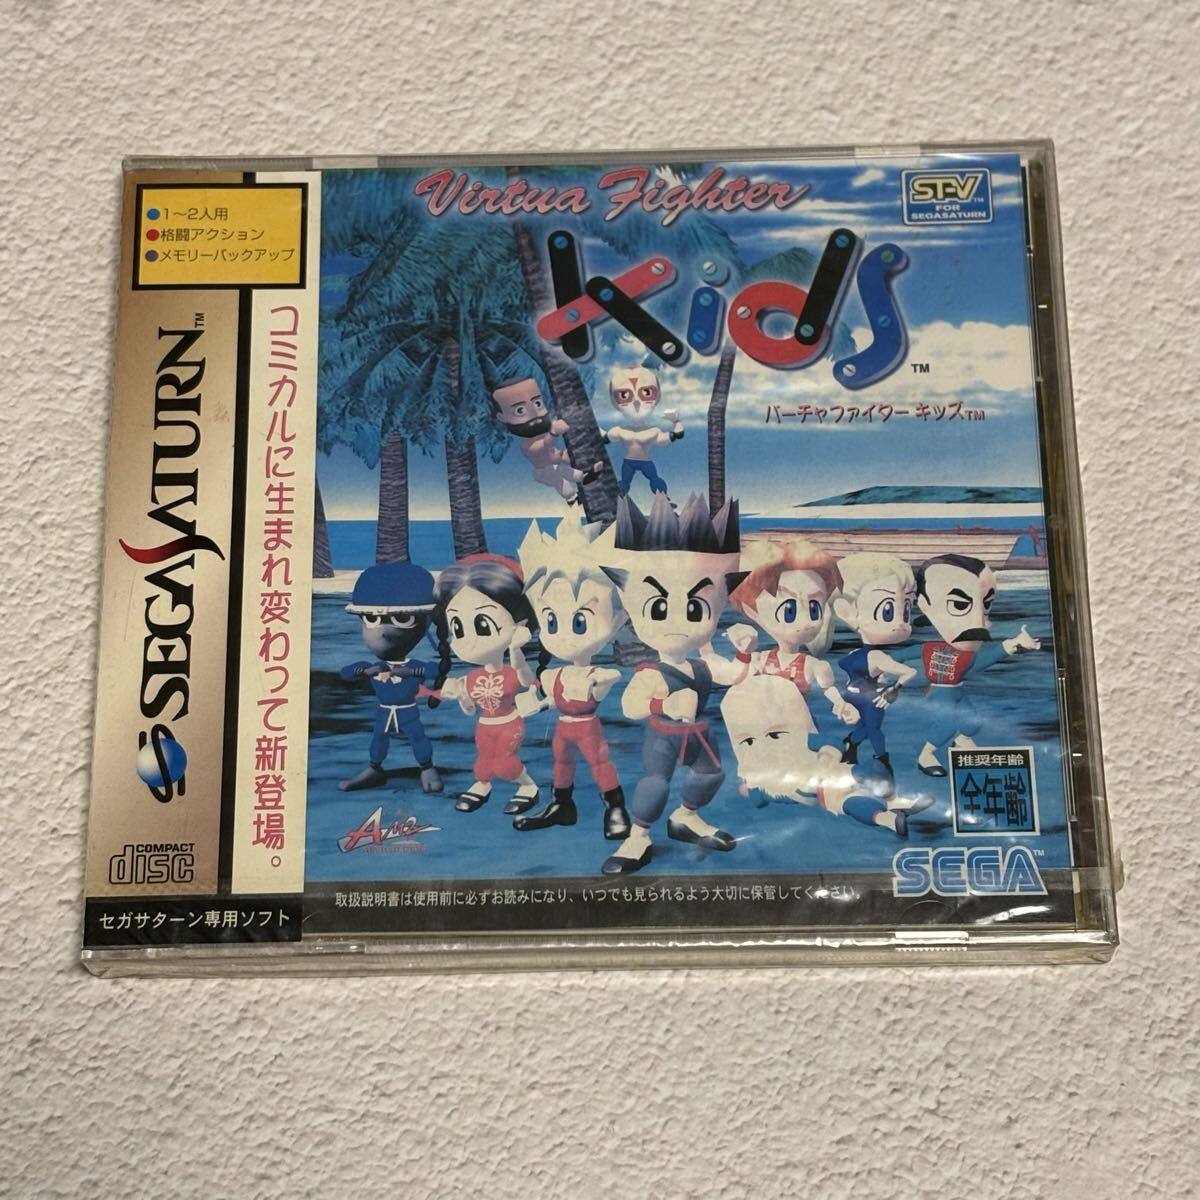 ●1〜2人用
●格闘アクション
●メモリーバックアップ
SEGA SATURN™
COMPACT
disc
セガサターン専用ソフト
コミカルに生まれ変わって新登場。
Virtua Fighter
Kids™
バーチャファイター キッズ™
ST-V™
FOR
SEGASATURN
AM2
推奨年齢
全年齢
SEGA™
取扱説明書は使用前に必ずお読みになり、いつでも見られるよう大切に保管してください。